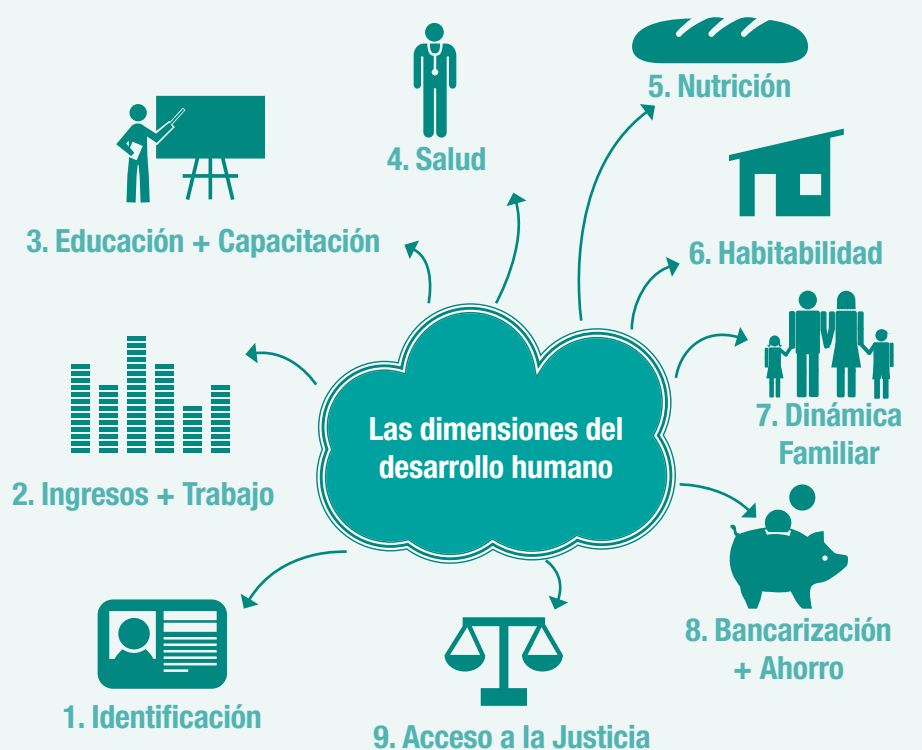 Las dimensiones del
desarrollo humano
1. Identificación
2. Ingresos + Trabajo
3. Educación + Capacitación
4. Salud
5. Nutrición
6. Habitabilidad
7. Dinámica
Familiar
8. Bancarización
+ Ahorro
9. Acceso a la Justicia